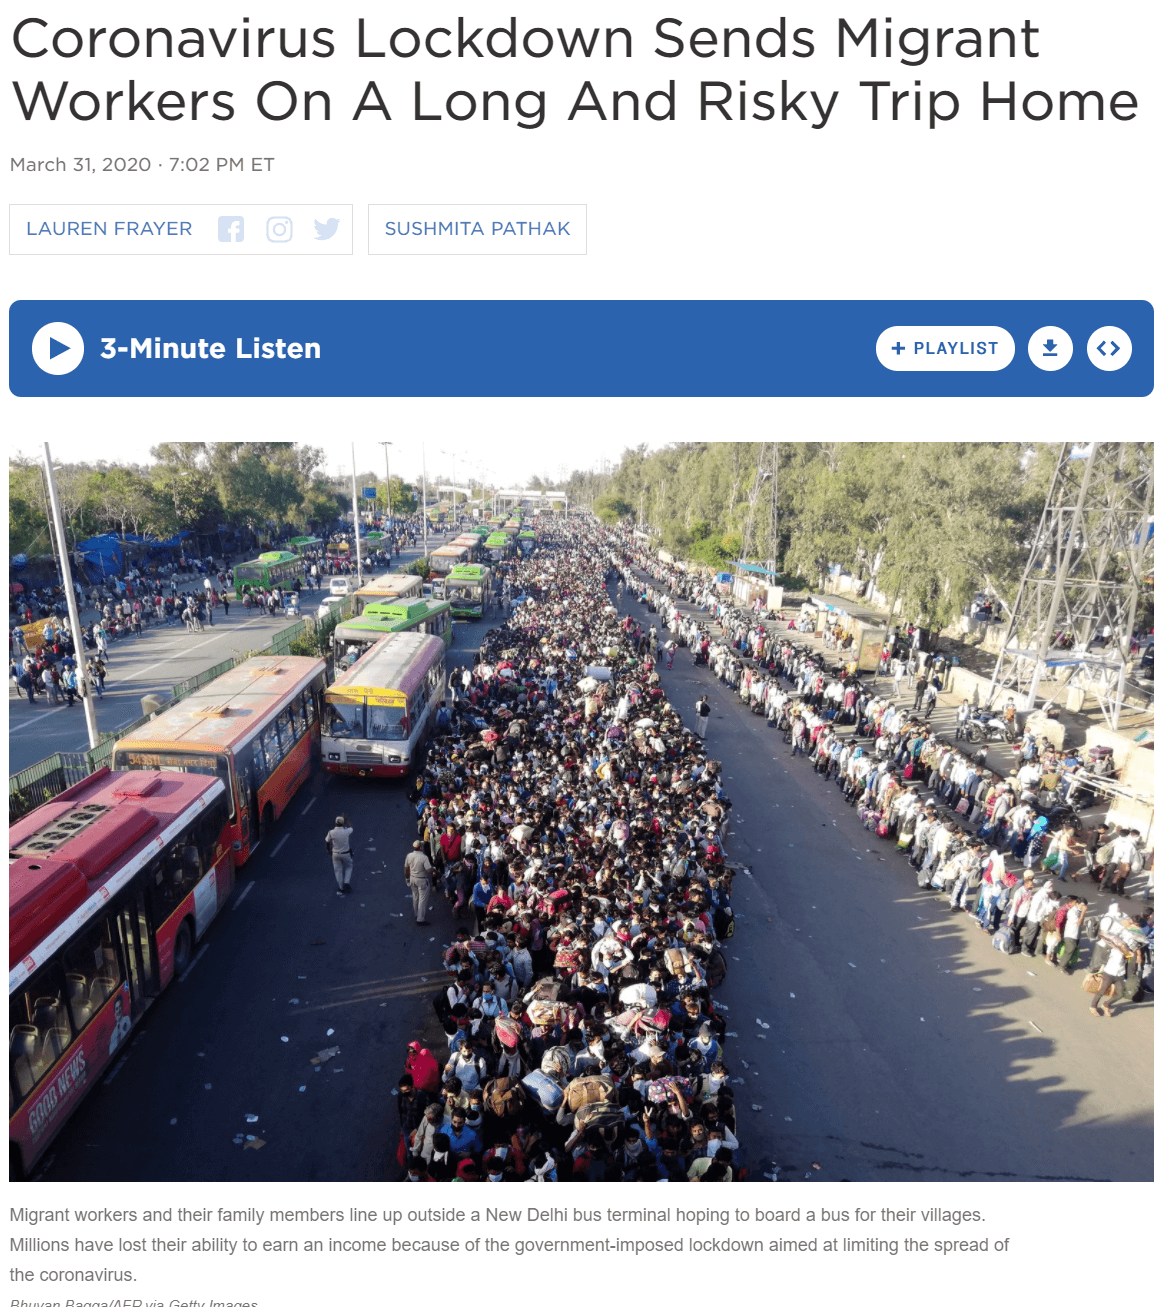 Coronavirus Lockdown Sends Migrant
Workers On A Long And Risky Trip Home
March 31, 2020 · 7:02 PM ET
LAUREN FRAYER
SUSHMITA PATHAK
3-Minute Listen
+ PLAYLIST
GOOD NEWS
Migrant workers and their family members line up outside a New Delhi bus terminal hoping to board a bus for their villages.
Millions have lost their ability to earn an income because of the government-imposed lockdown aimed at limiting the spread of
the coronavirus.
Bhuvan Bagga/AFP via Getty Images